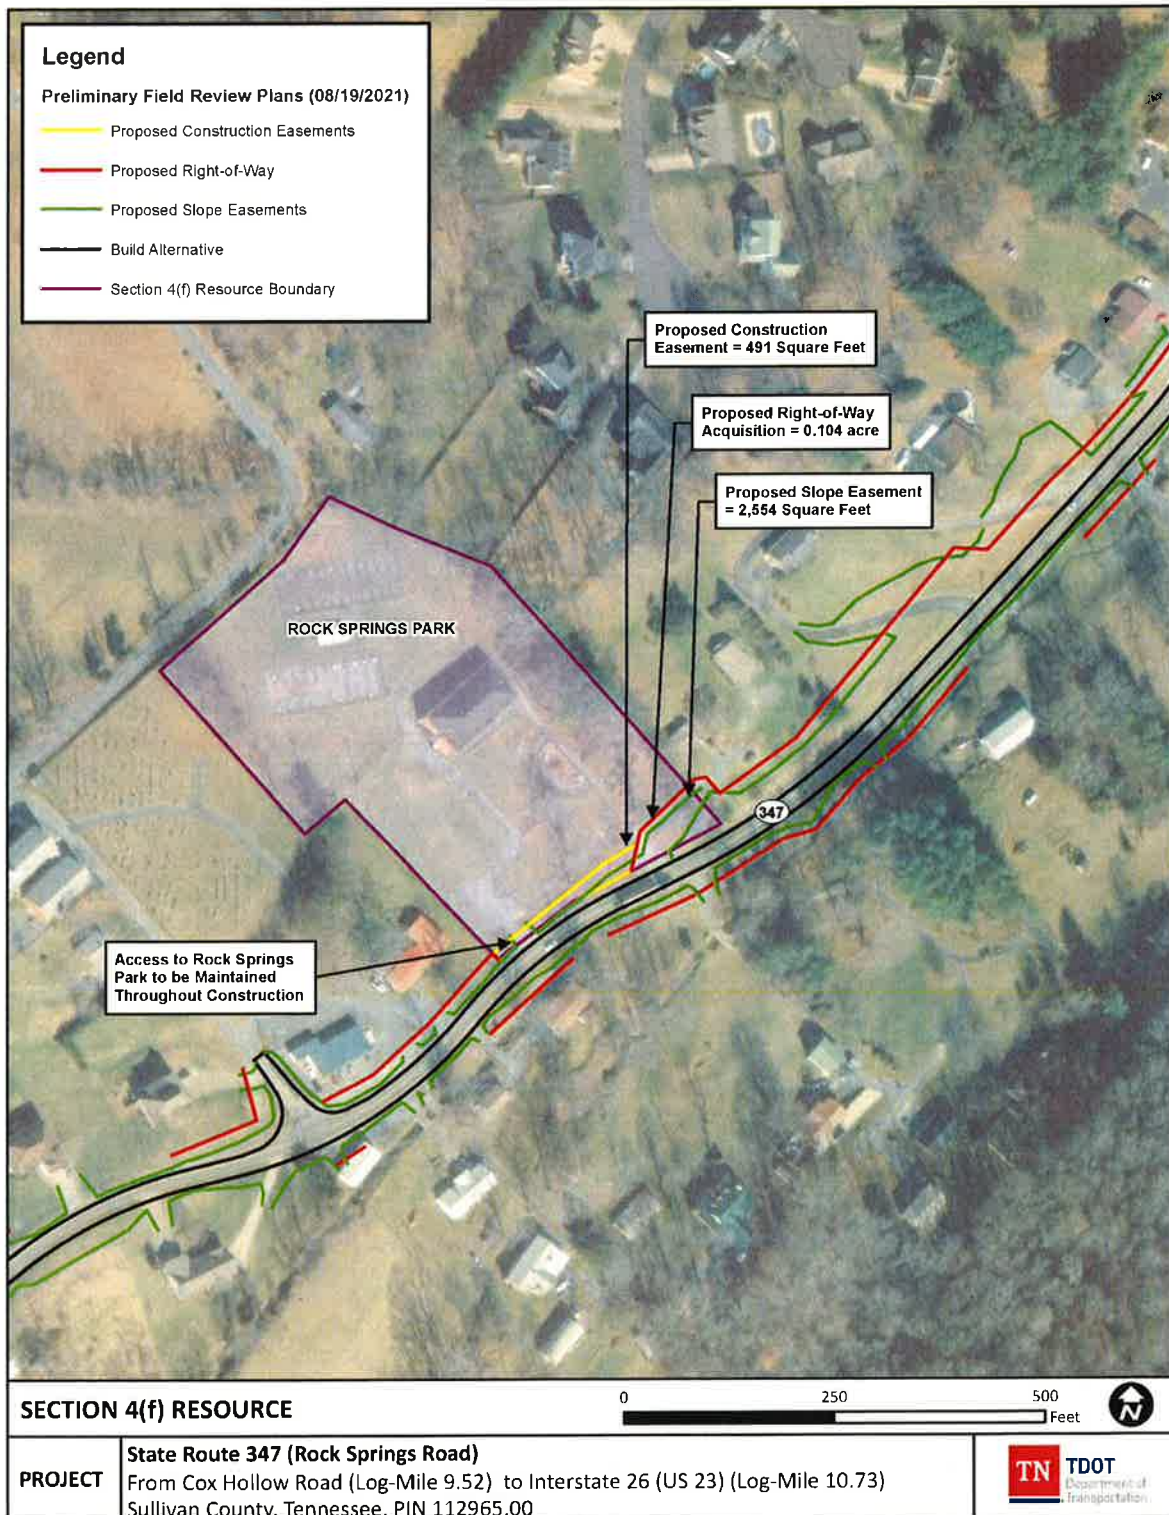 Legend
Preliminary Field Review Plans (08/19/2021)
Proposed Construction Easements
Proposed Right-of-Way
Proposed Slope Easements
Build Alternative
Section 4(f) Resource Boundary
Proposed Construction
Easement = 491 Square Feet
Proposed Right-of-Way
Acquisition = 0.104 acre
Proposed Slope Easement
= 2,554 Square Feet
ROCK SPRINGS PARK
347
Access to Rock Springs
Park to be Maintained
Throughout Construction
SECTION 4(f) RESOURCE
0 250 500
Feet
N
PROJECT
State Route 347 (Rock Springs Road)
From Cox Hollow Road (Log-Mile 9.52) to Interstate 26 (US 23) (Log-Mile 10.73)
Sullivan County, Tennessee, PIN 112965.00
TN
TDOT
Department of
Transportation